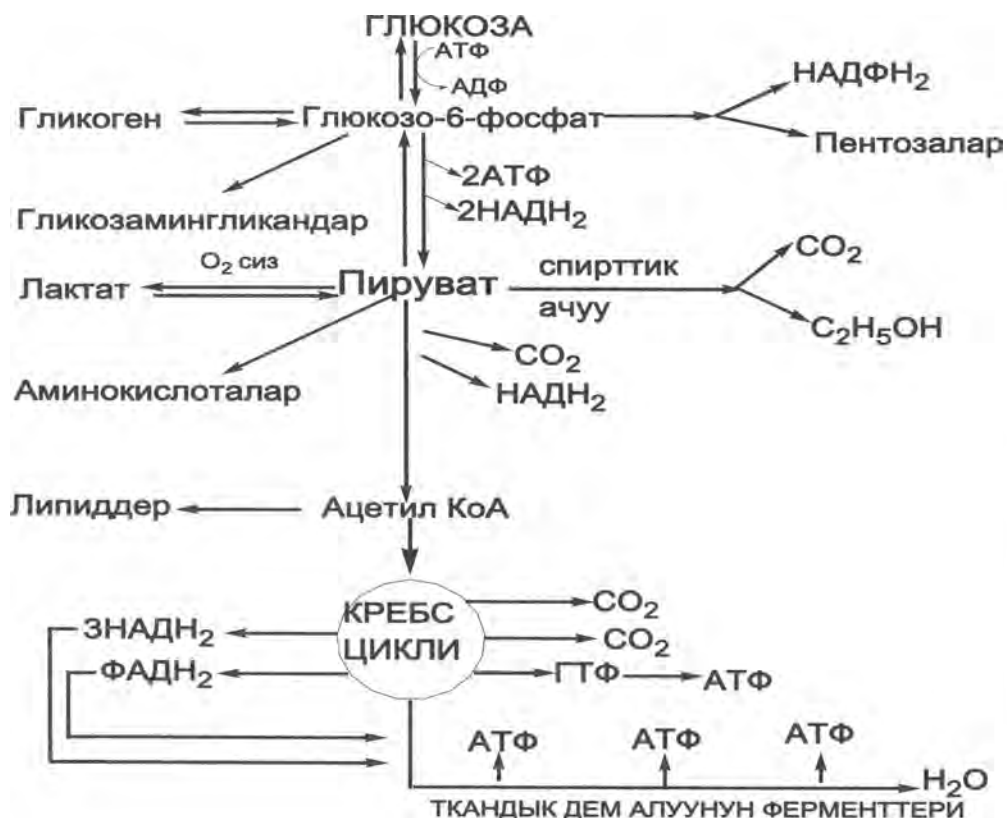 ГЛЮКОЗА
АТФ
АДФ
НАДФН₂
Гликоген
Глюкозо-6-фосфат
Пентозалар
2АТФ
2НАДН₂
Гликозамингликандар
O₂ сиз
спирттик
CO₂
Лактат
Пируват
ачуу
C₂H₅OH
CO₂
НАДН₂
Аминокислоталар
Липиддер
Ацетил КоА
КРЕБС
ЦИКЛИ
CO₂
3НАДН₂
CO₂
ФАДН₂
ГТФ
АТФ
АТФ
АТФ
АТФ
H₂O
ТКАНДЫК ДЕМ АЛУУНУН ФЕРМЕНТТЕРИ